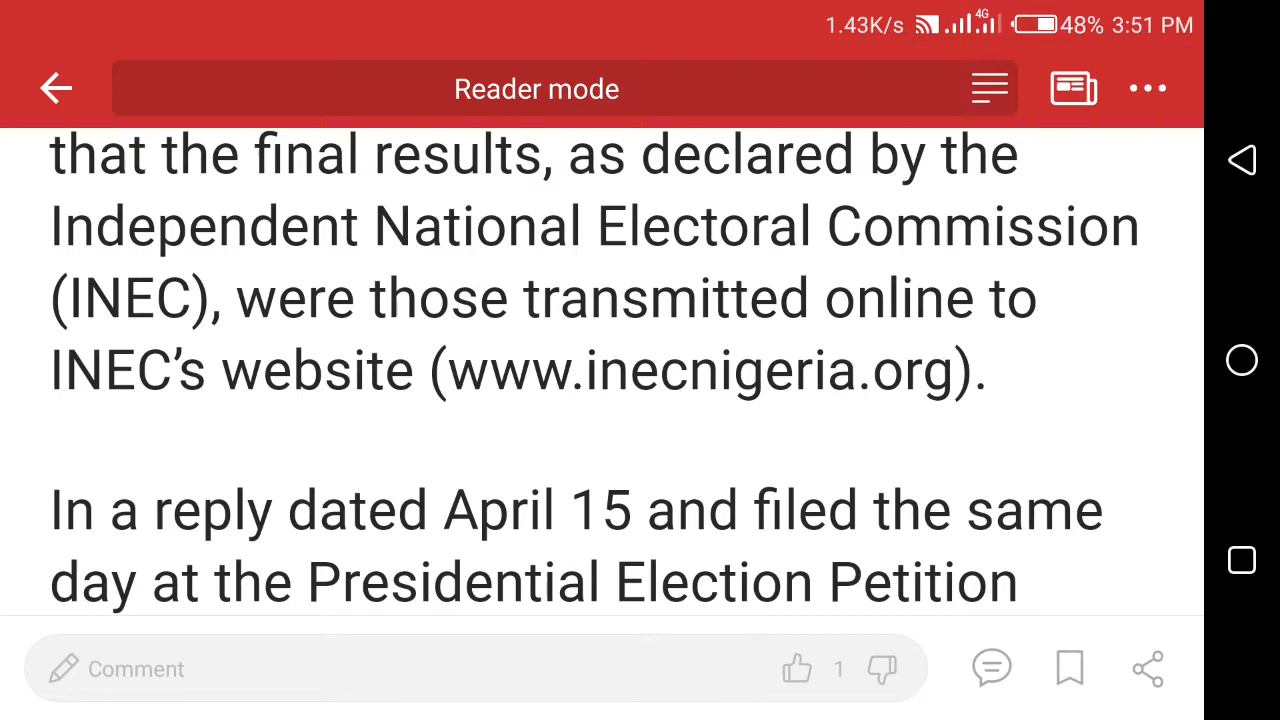 1.43K/s 4G 48% 3:51 PM
Reader mode
that the final results, as declared by the
Independent National Electoral Commission
(INEC), were those transmitted online to
INEC’s website (www.inecnigeria.org).
In a reply dated April 15 and filed the same
day at the Presidential Election Petition
Comment 1